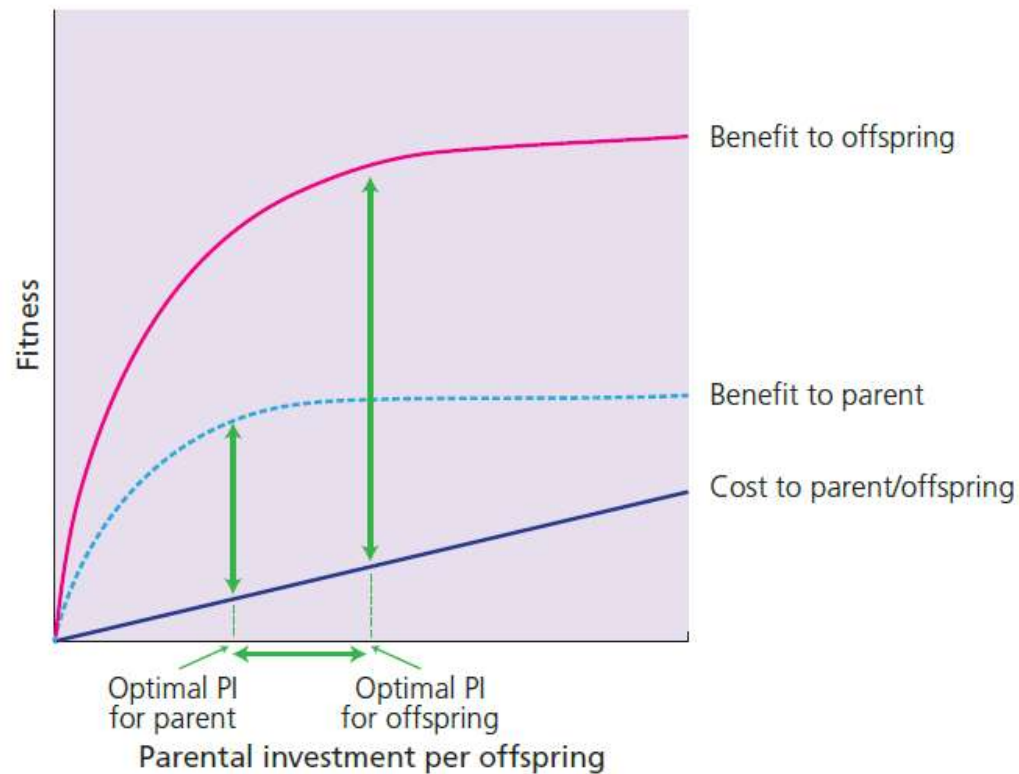 Fitness
Benefit to offspring
Benefit to parent
Cost to parent/offspring
Optimal PI
for parent
Optimal PI
for offspring
Parental investment per offspring